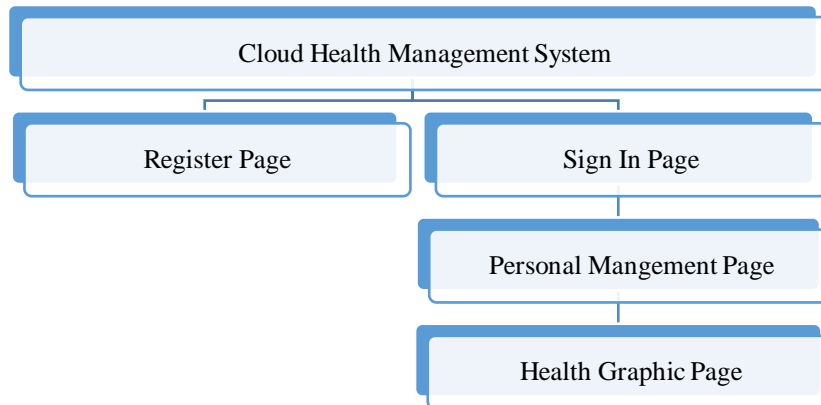 Cloud Health Management System
Register Page
Sign In Page
Personal Mangement Page
Health Graphic Page